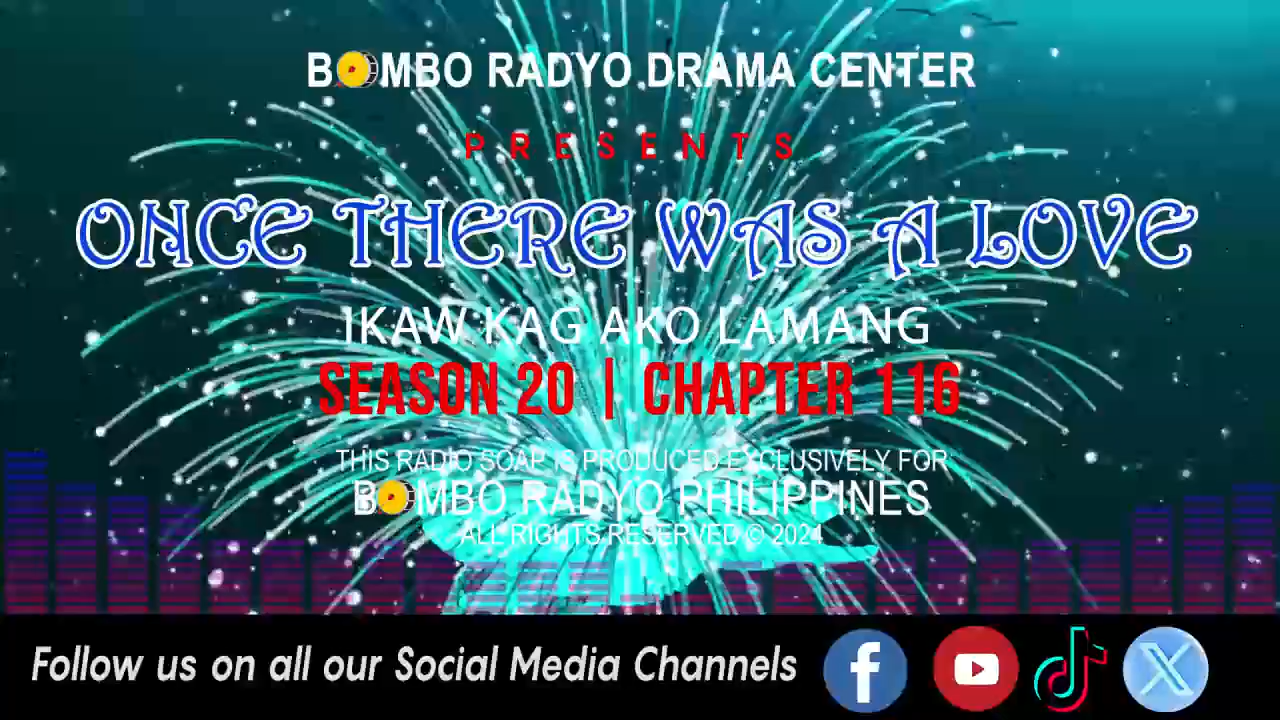 BOMBO RADYO DRAMA CENTER
PRESENTS
ONCE THERE WAS A LOVE
IKAW KAG AKO LAMANG
SEASON 20 | CHAPTER 116
THIS RADIO SOAP IS PRODUCED EXCLUSIVELY FOR
BOMBO RADYO PHILIPPINES
ALL RIGHTS RESERVED © 2024
Follow us on all our Social Media Channels